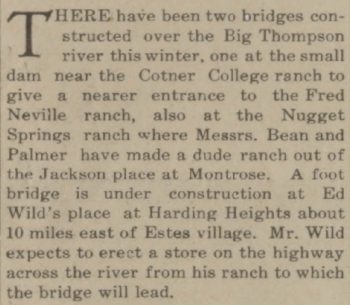 THERE have been two bridges con-
structed over the Big Thompson
river this winter, one at the small
dam near the Cotner College ranch to
give a nearer entrance to the Fred
Neville ranch, also at the Nugget
Springs ranch where Messrs. Bean and
Palmer have made a dude ranch out of
the Jackson place at Montrose. A foot
bridge is under construction at Ed
Wild's place at Harding Heights about
10 miles east of Estes village. Mr. Wild
expects to erect a store on the highway
across the river from his ranch to which
the bridge will lead.